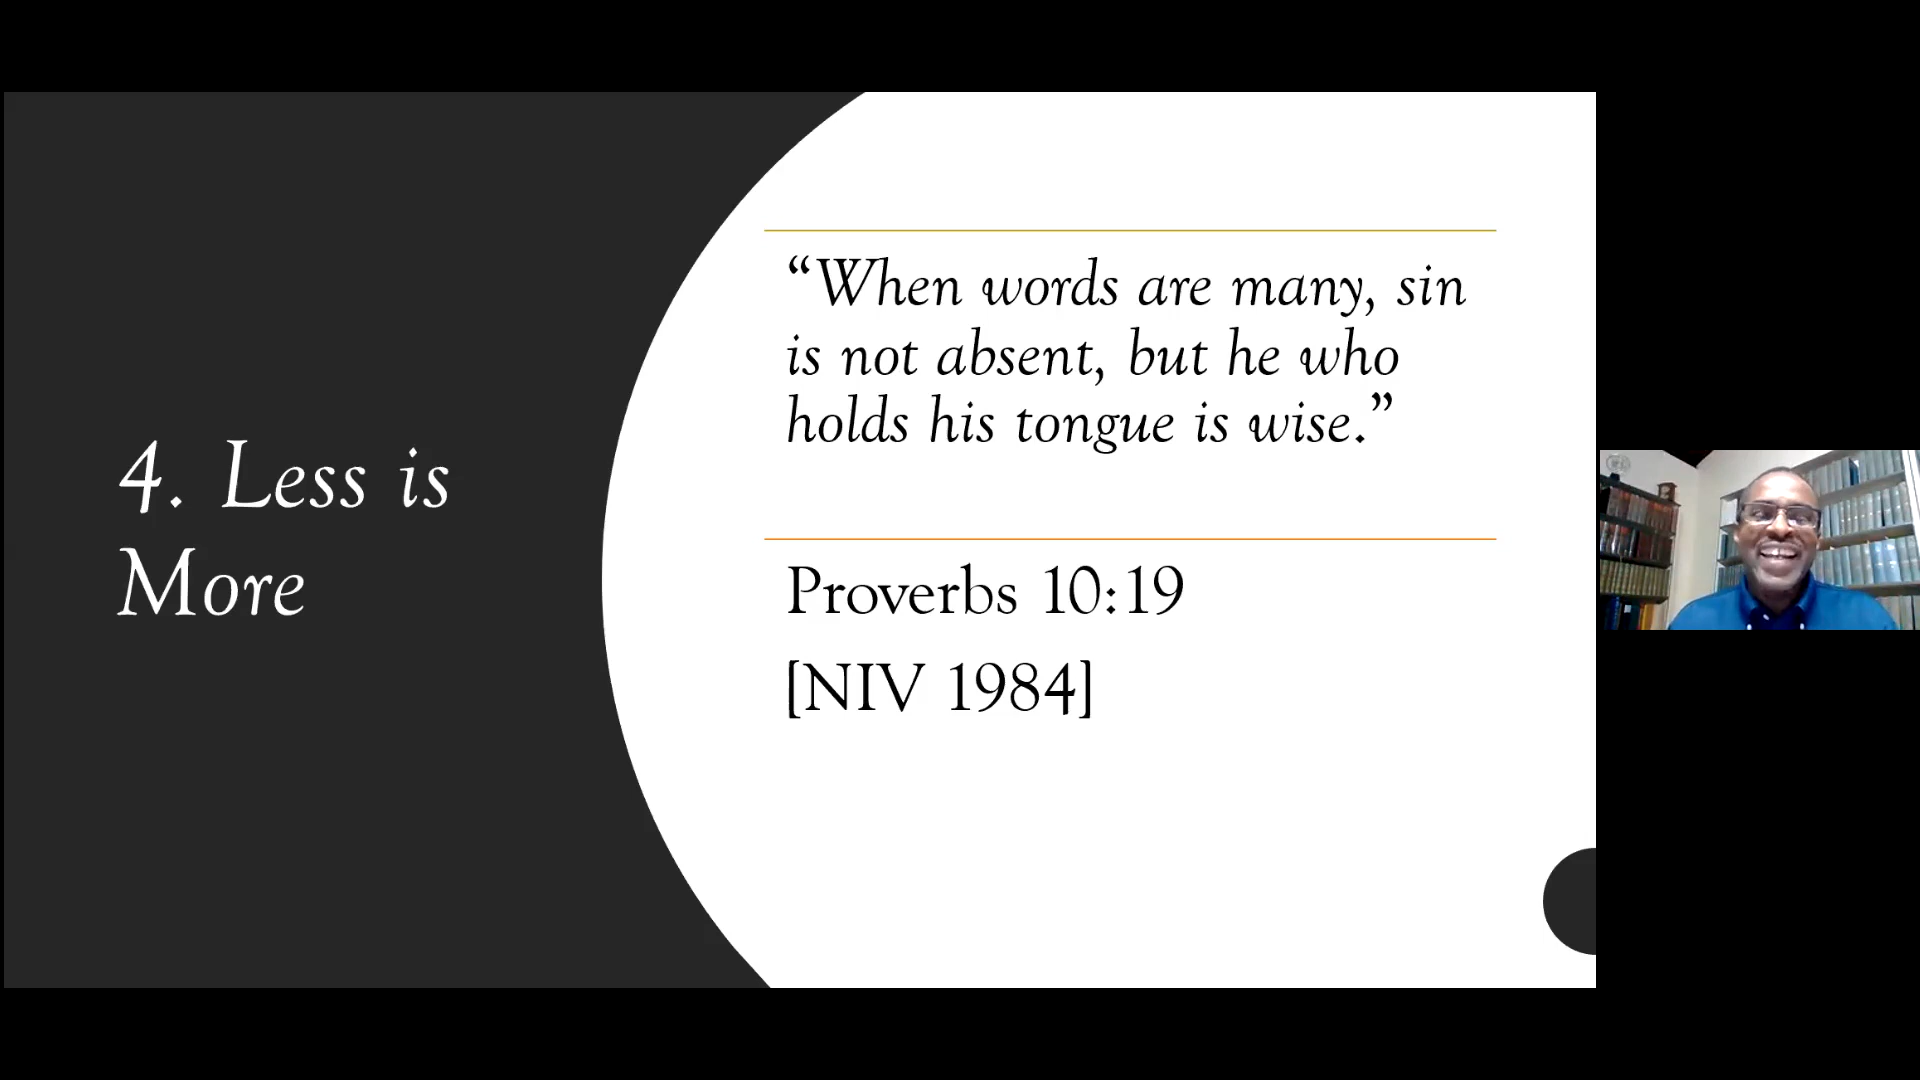 4. Less is
More
“When words are many, sin
is not absent, but he who
holds his tongue is wise.”
Proverbs 10:19
[NIV 1984]